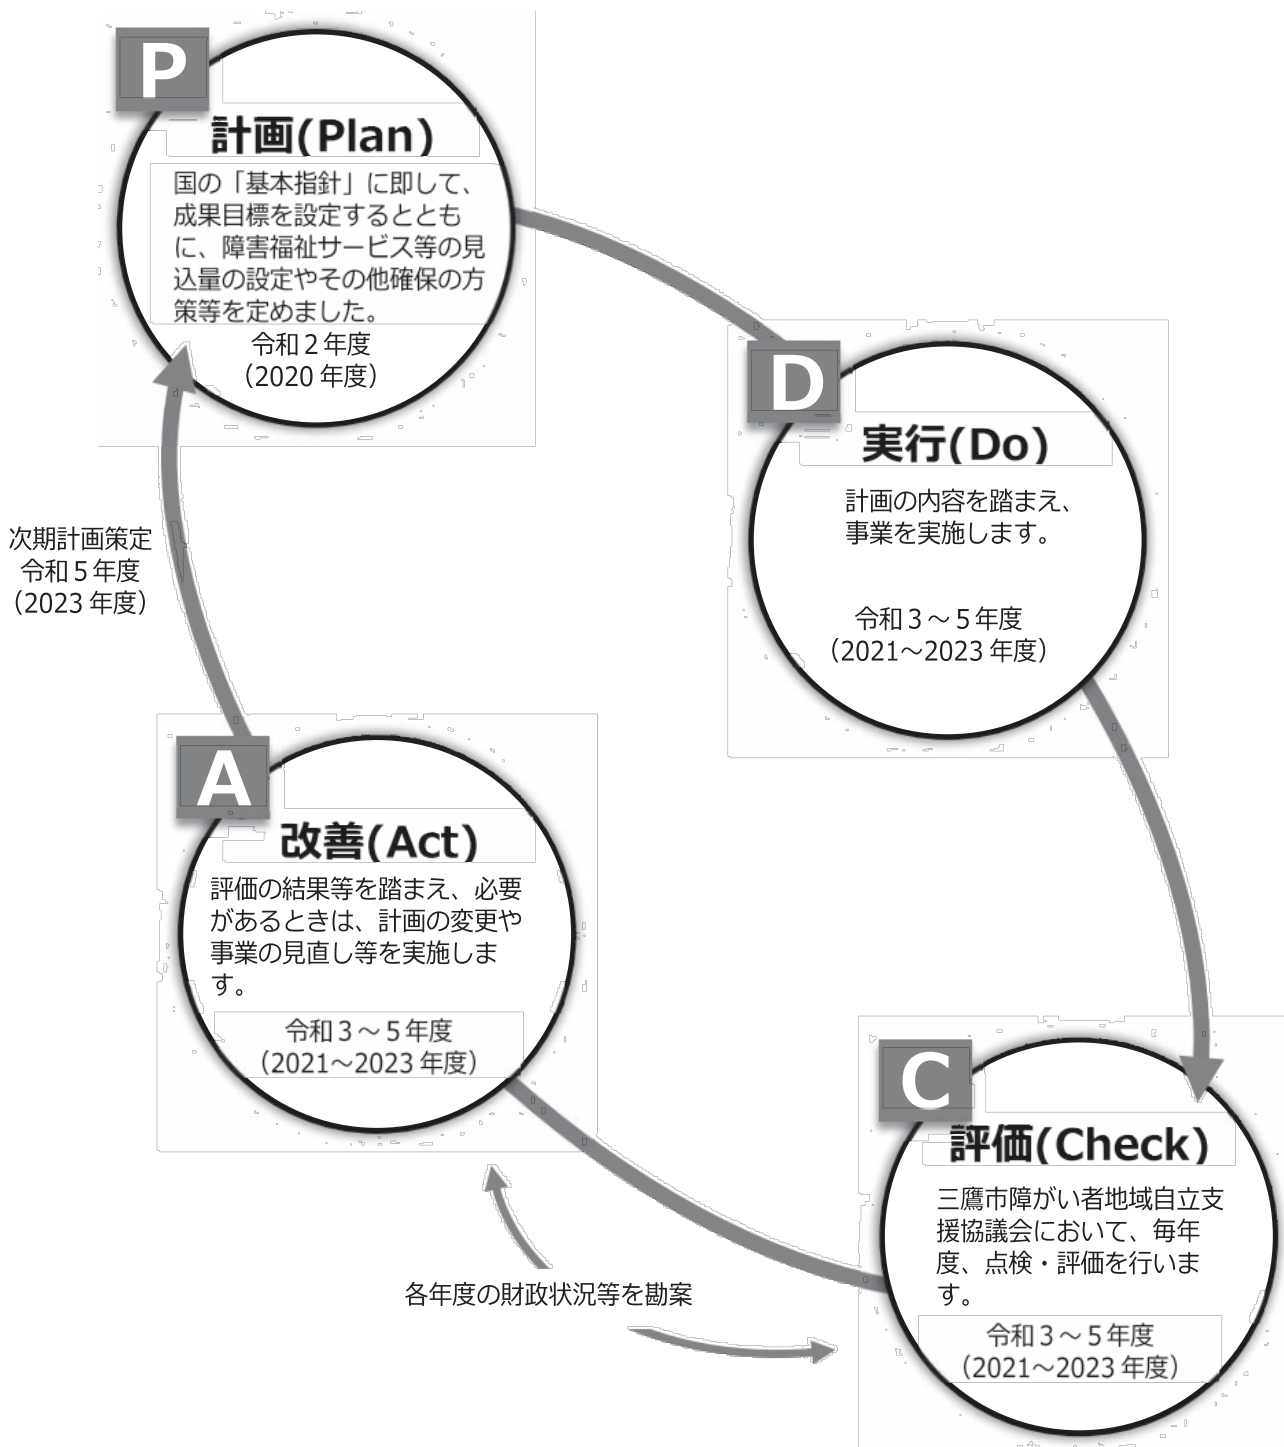 P
計画(Plan)
国の「基本指針」に即して、
成果目標を設定するととも
に、障害福祉サービス等の見
込量の設定やその他確保の方
策等を定めました。
令和２年度
（2020 年度）
D
実行(Do)
計画の内容を踏まえ、
事業を実施します。
令和３～５年度
（2021～2023 年度）
C
評価(Check)
三鷹市障がい者地域自立支
援協議会において、毎年
度、点検・評価を行いま
す。
令和３～５年度
（2021～2023 年度）
各年度の財政状況等を勘案
A
改善(Act)
評価の結果等を踏まえ、必要
があるときは、計画の変更や
事業の見直し等を実施しま
す。
令和３～５年度
（2021～2023 年度）
次期計画策定
令和５年度
（2023 年度）